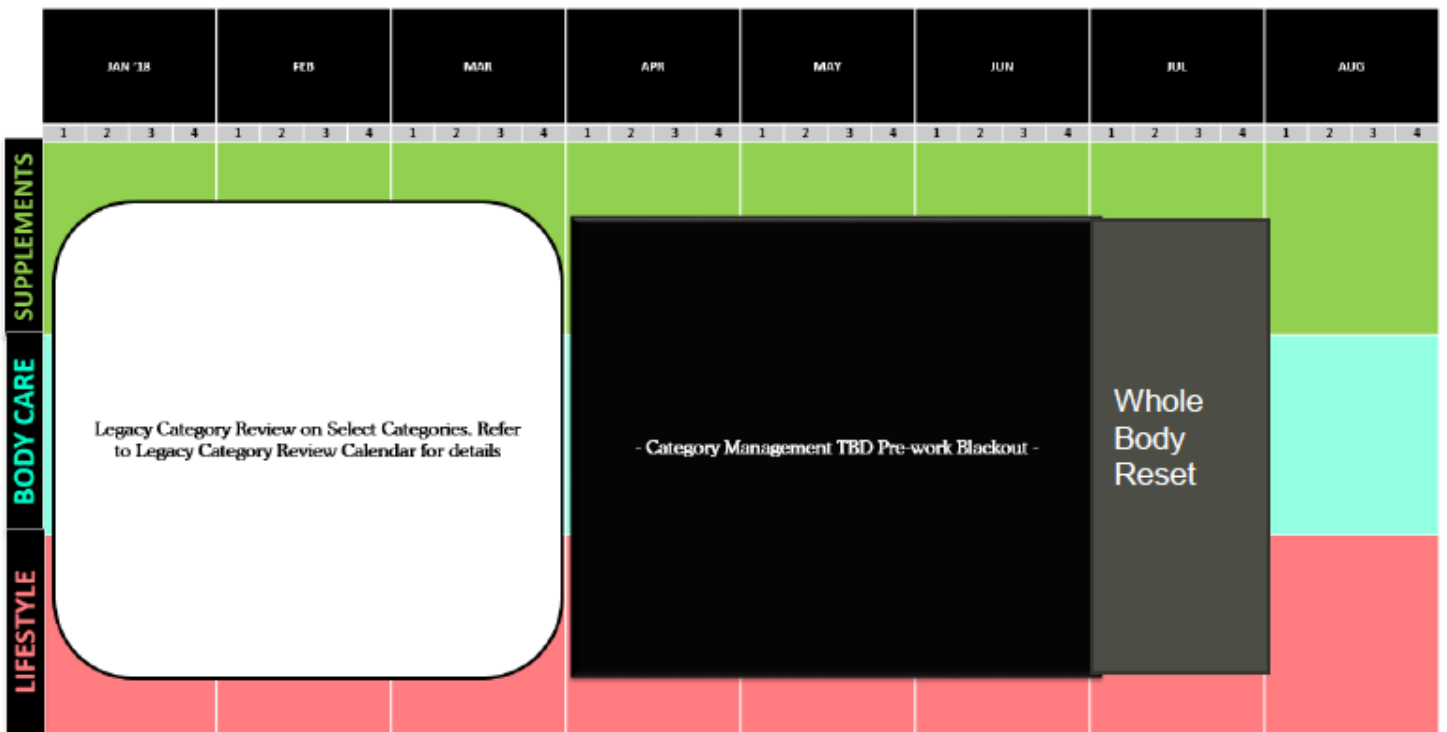 JAN '18 FEB MAR APR MAY JUN JUL AUG
1 2 3 4 1 2 3 4 1 2 3 4 1 2 3 4 1 2 3 4 1 2 3 4 1 2 3 4 1 2 3 4
SUPPLEMENTS
BODY CARE
LIFESTYLE
Legacy Category Review on Select Categories. Refer
to Legacy Category Review Calendar for details
- Category Management TBD Pre-work Blackout -
Whole
Body
Reset